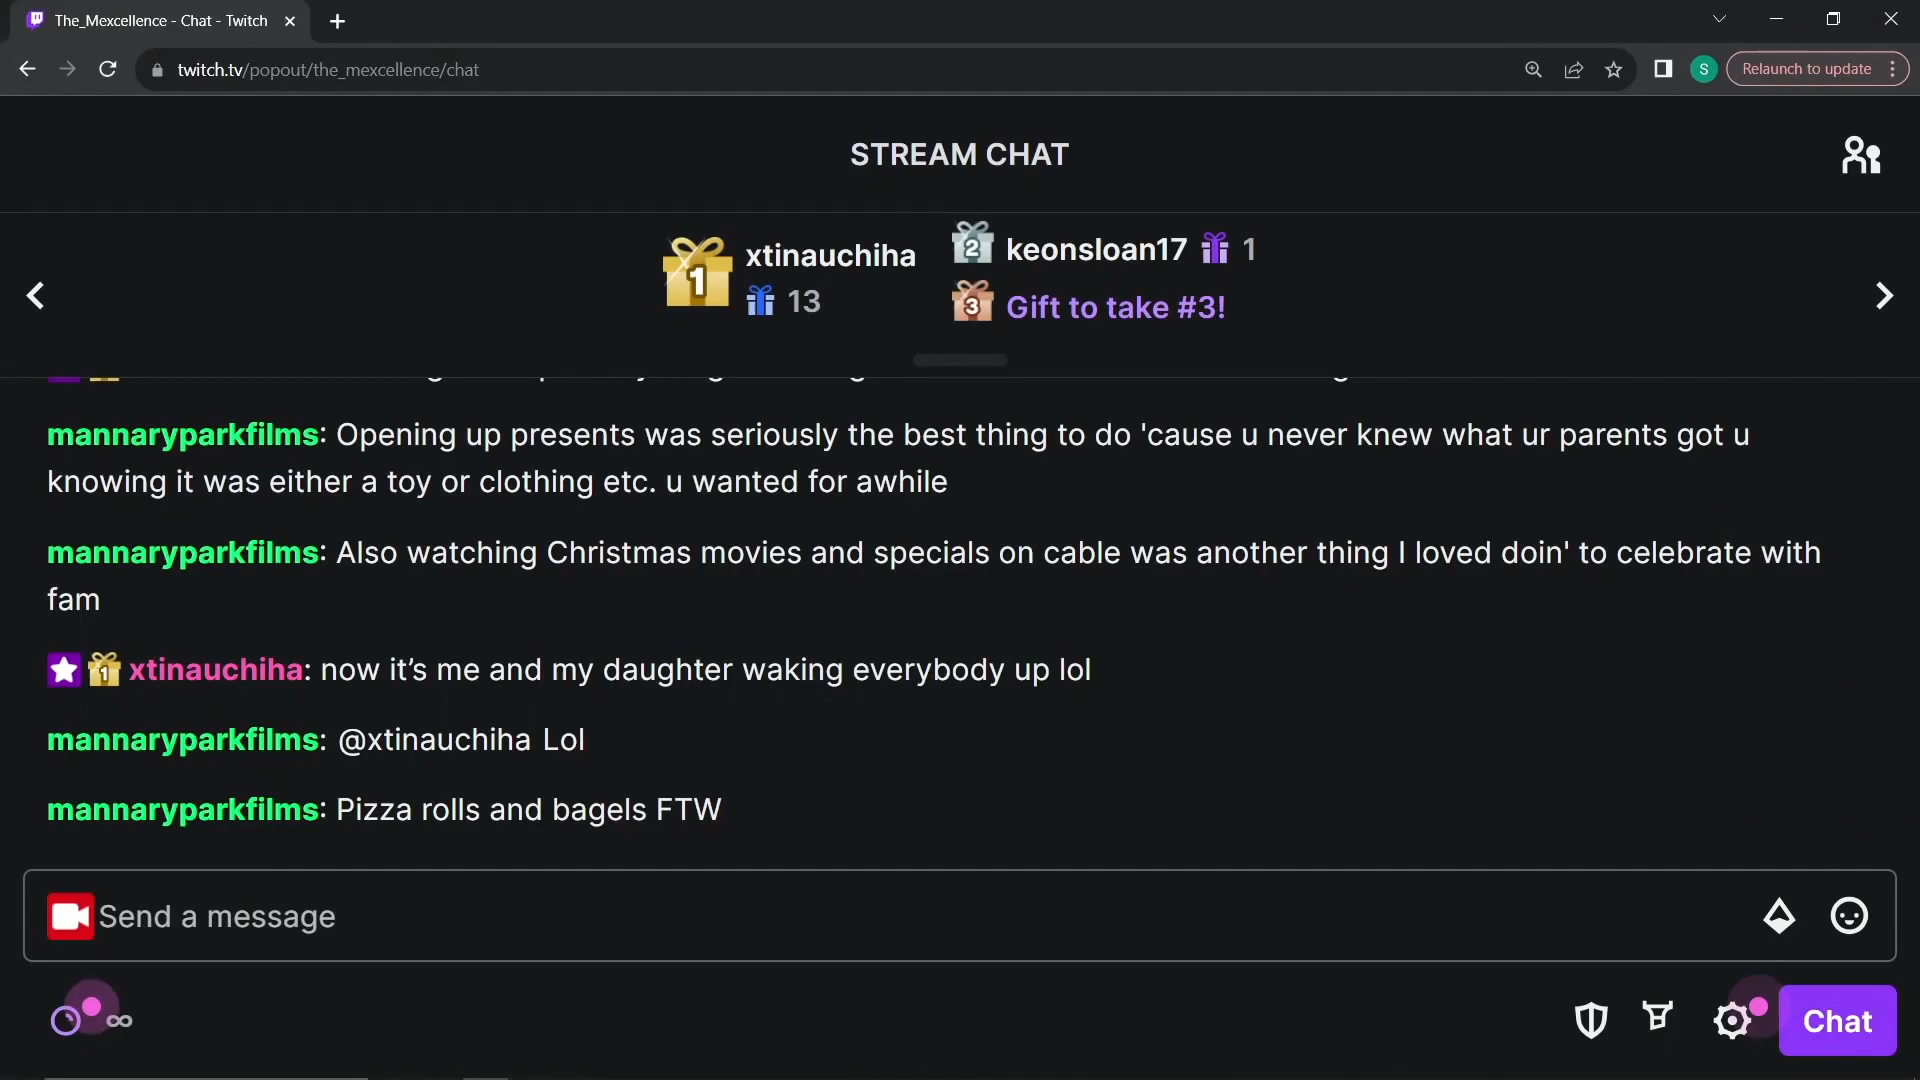 The_Mexcellence - Chat - Twitch
twitch.tv/popout/the_mexcellence/chat
S
Relaunch to update
STREAM CHAT
1 xtinauchiha
13
2 keonsloan17 1
3 Gift to take #3!
mannaryparkfilms: Opening up presents was seriously the best thing to do 'cause u never knew what ur parents got u
knowing it was either a toy or clothing etc. u wanted for awhile
mannaryparkfilms: Also watching Christmas movies and specials on cable was another thing I loved doin' to celebrate with
fam
1 xtinauchiha: now it’s me and my daughter waking everybody up lol
mannaryparkfilms: @xtinauchiha Lol
mannaryparkfilms: Pizza rolls and bagels FTW
Send a message
∞
Chat